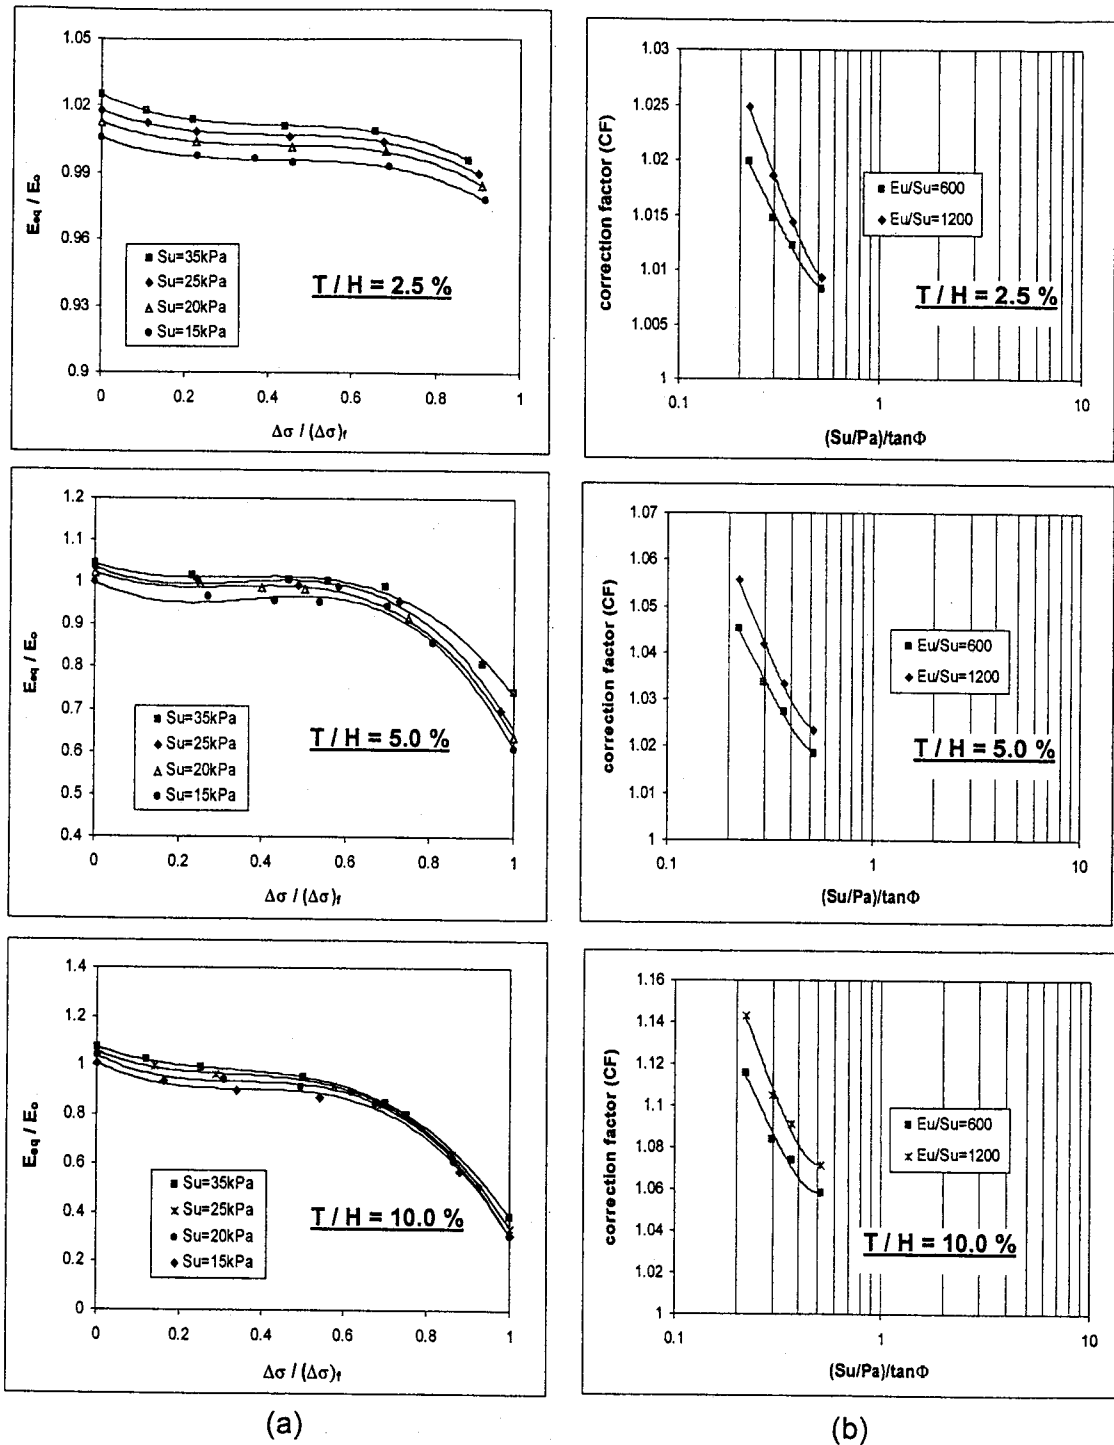 1.05
1.02
0.99
0.96
0.93
0.9
E_eq / E_o
Su=35kPa
Su=25kPa
Su=20kPa
Su=15kPa
T / H = 2.5 %
0 0.2 0.4 0.6 0.8 1
Δσ / (Δσ)_f
1.03
1.025
1.02
1.015
1.01
1.005
1
correction factor (CF)
Eu/Su=600
Eu/Su=1200
T / H = 2.5 %
0.1 1 10
(Su/Pa)/tanΦ
1.2
1.1
1
0.9
0.8
0.7
0.6
0.5
0.4
E_eq / E_o
Su=35kPa
Su=25kPa
Su=20kPa
Su=15kPa
T / H = 5.0 %
0 0.2 0.4 0.6 0.8 1
Δσ / (Δσ)_f
1.07
1.06
1.05
1.04
1.03
1.02
1.01
1
correction factor (CF)
Eu/Su=600
Eu/Su=1200
T / H = 5.0 %
0.1 1 10
(Su/Pa)/tanΦ
1.4
1.2
1
0.8
0.6
0.4
0.2
0
E_eq / E_o
Su=35kPa
Su=25kPa
Su=20kPa
Su=15kPa
T / H = 10.0 %
0 0.2 0.4 0.6 0.8 1
Δσ / (Δσ)_f
1.16
1.14
1.12
1.1
1.08
1.06
1.04
1.02
1
correction factor (CF)
Eu/Su=600
Eu/Su=1200
T / H = 10.0 %
0.1 1 10
(Su/Pa)/tanΦ
(a)
(b)